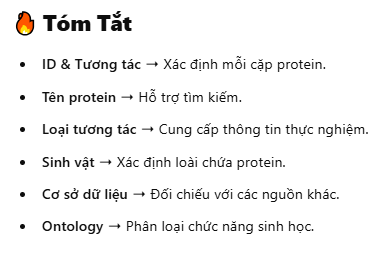 🔥 Tóm Tắt
• ID & Tương tác → Xác định mỗi cặp protein.
• Tên protein → Hỗ trợ tìm kiếm.
• Loại tương tác → Cung cấp thông tin thực nghiệm.
• Sinh vật → Xác định loài chứa protein.
• Cơ sở dữ liệu → Đối chiếu với các nguồn khác.
• Ontology → Phân loại chức năng sinh học.